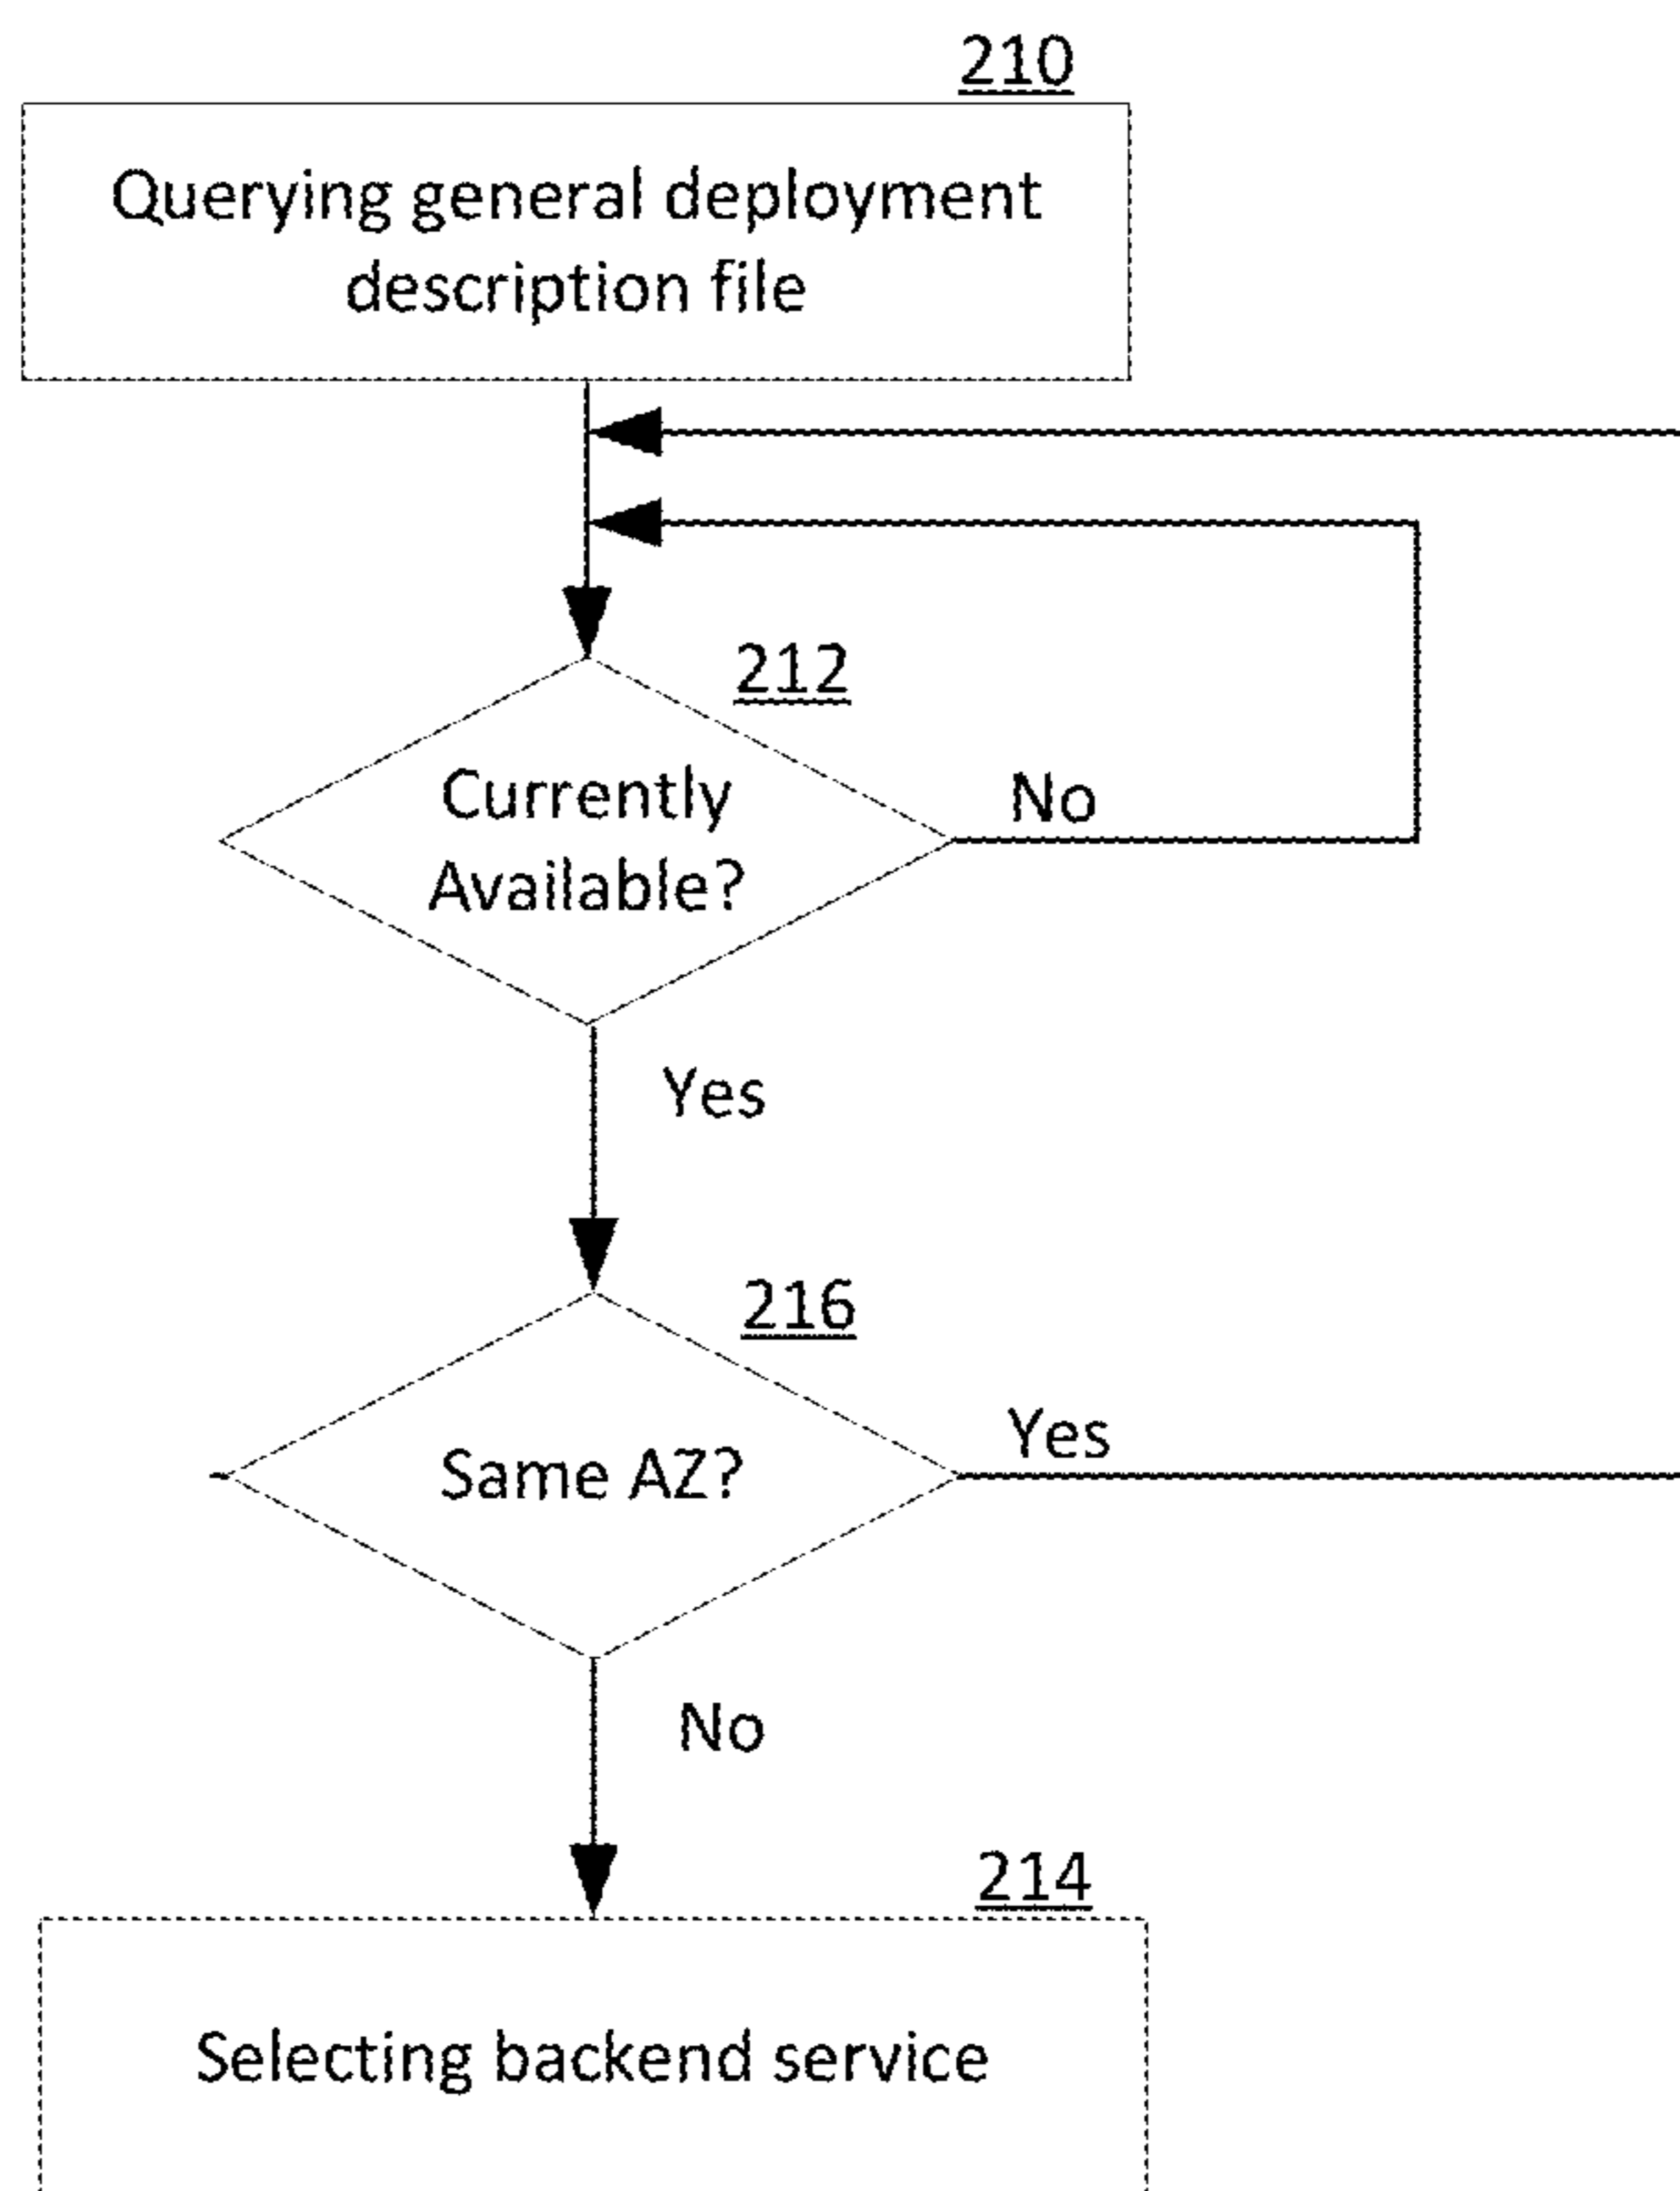 210
Querying general deployment
description file
212
Currently
Available?
No
Yes
216
Same AZ?
Yes
No
214
Selecting backend service